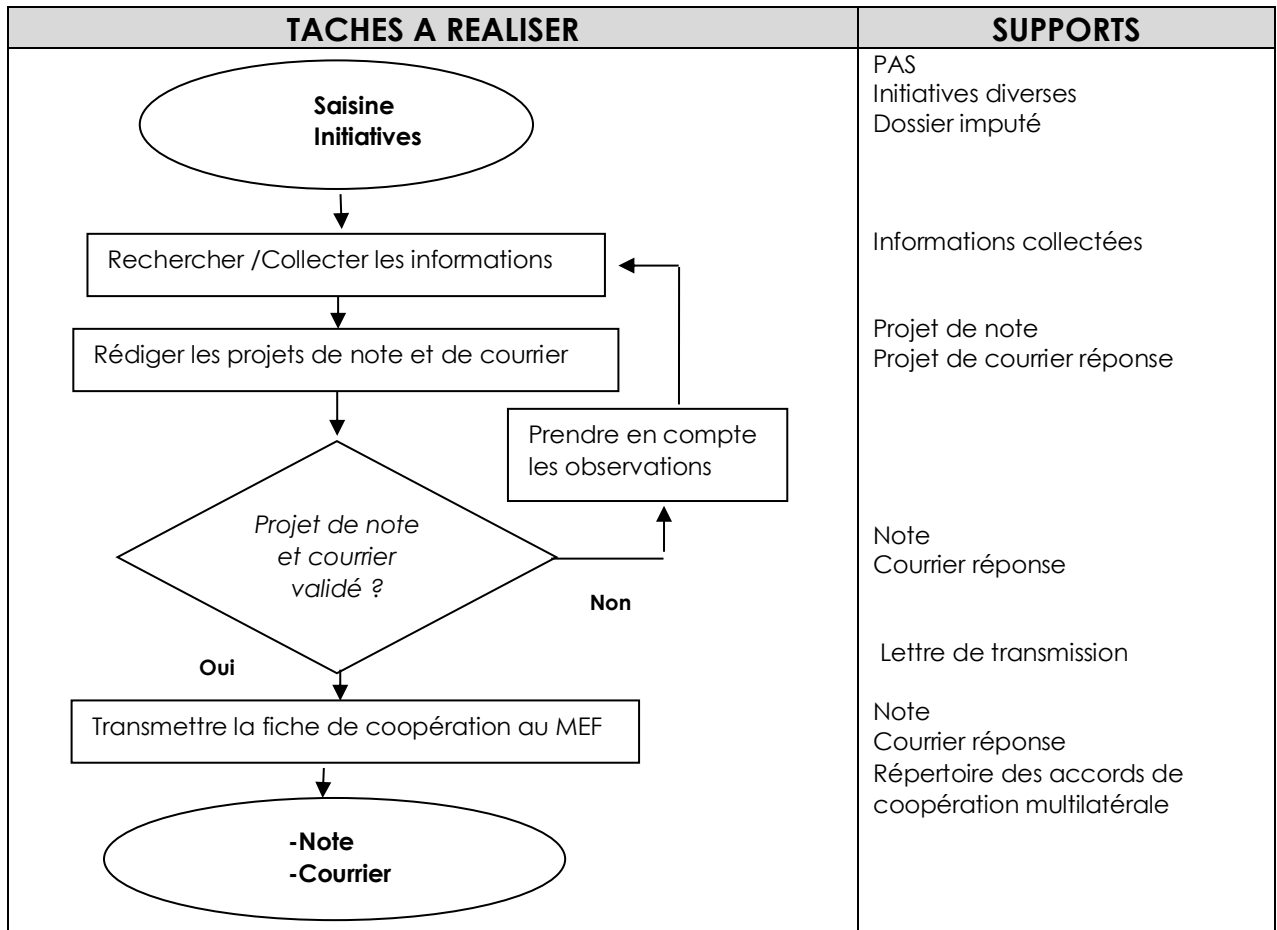 TACHES A REALISER
SUPPORTS
Saisine
Initiatives
PAS
Initiatives diverses
Dossier imputé
Rechercher /Collecter les informations
Informations collectées
Rédiger les projets de note et de courrier
Projet de note
Projet de courrier réponse
Prendre en compte
les observations
Projet de note
et courrier
validé ?
Non
Note
Courrier réponse
Oui
Lettre de transmission
Transmettre la fiche de coopération au MEF
Note
Courrier réponse
Répertoire des accords de
coopération multilatérale
-Note
-Courrier